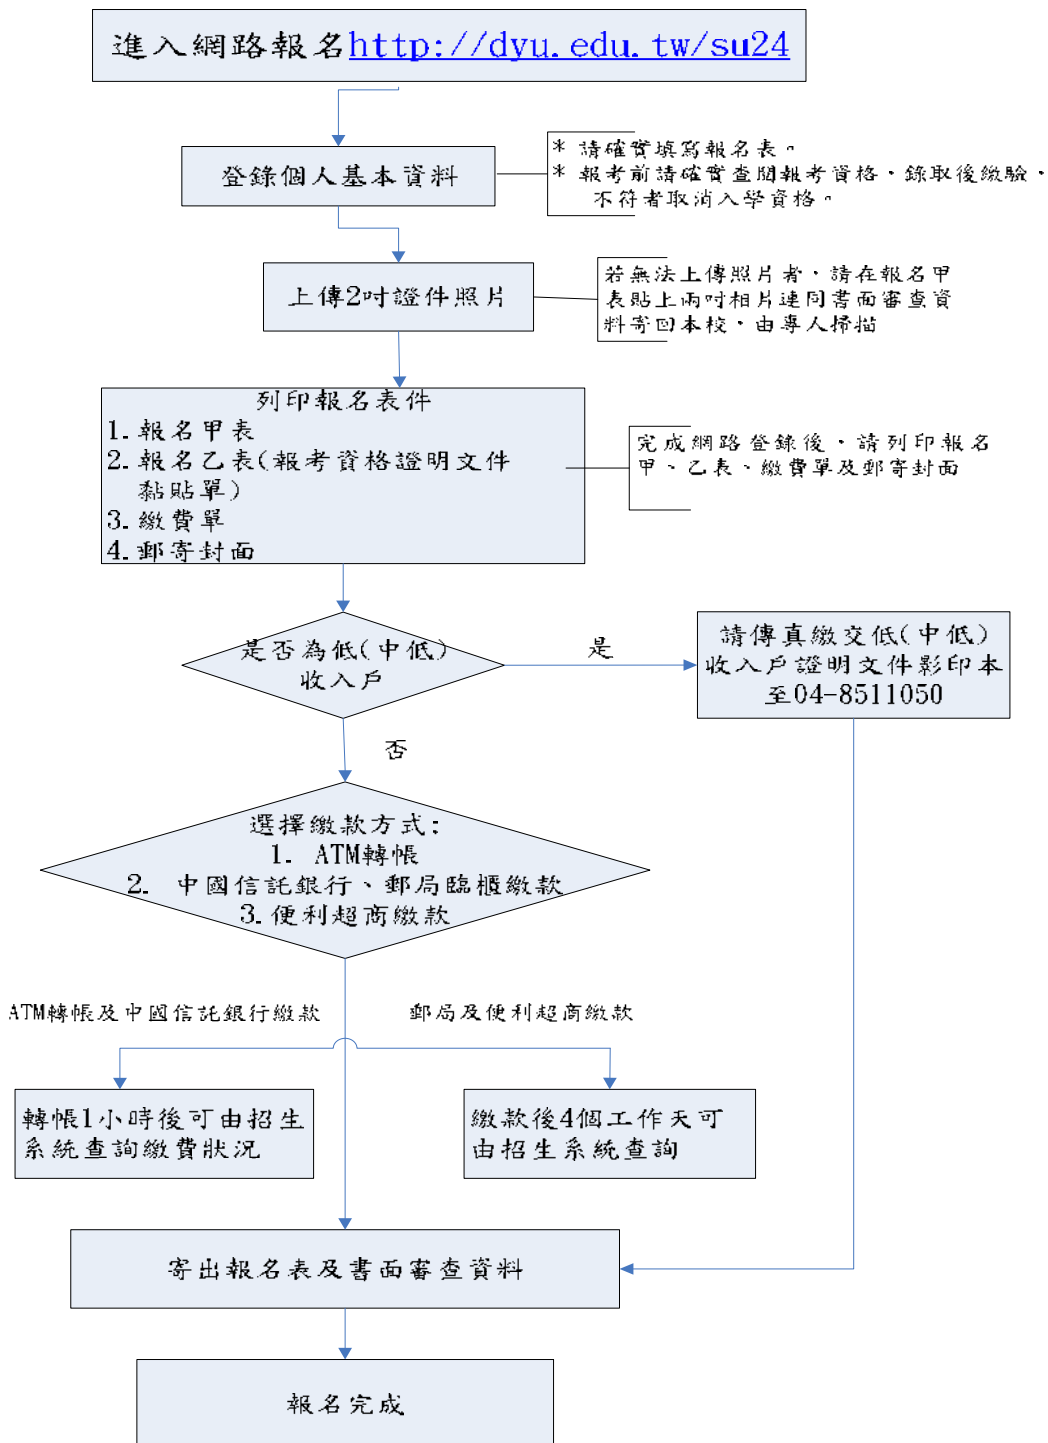 進入網路報名http://dyu.edu.tw/su24
登錄個人基本資料
* 請確實填寫報名表。
* 報考前請確實查閱報考資格，錄取後繳驗，
不符者取消入學資格。
上傳2吋證件照片
若無法上傳照片者，請在報名甲
表貼上兩吋相片連同書面審查資
料寄回本校，由專人掃描
列印報名表件
1.報名甲表
2.報名乙表(報考資格證明文件
黏貼單)
3.繳費單
4.郵寄封面
完成網路登錄後，請列印報名
甲、乙表、繳費單及郵寄封面
是否為低(中低)
收入戶
是
請傳真繳交低(中低)
收入戶證明文件影印本
至04-8511050
否
選擇繳款方式:
1. ATM轉帳
2. 中國信託銀行、郵局臨櫃繳款
3.便利超商繳款
ATM轉帳及中國信託銀行繳款
郵局及便利超商繳款
轉帳1小時後可由招生
系統查詢繳費狀況
繳款後4個工作天可
由招生系統查詢
寄出報名表及書面審查資料
報名完成